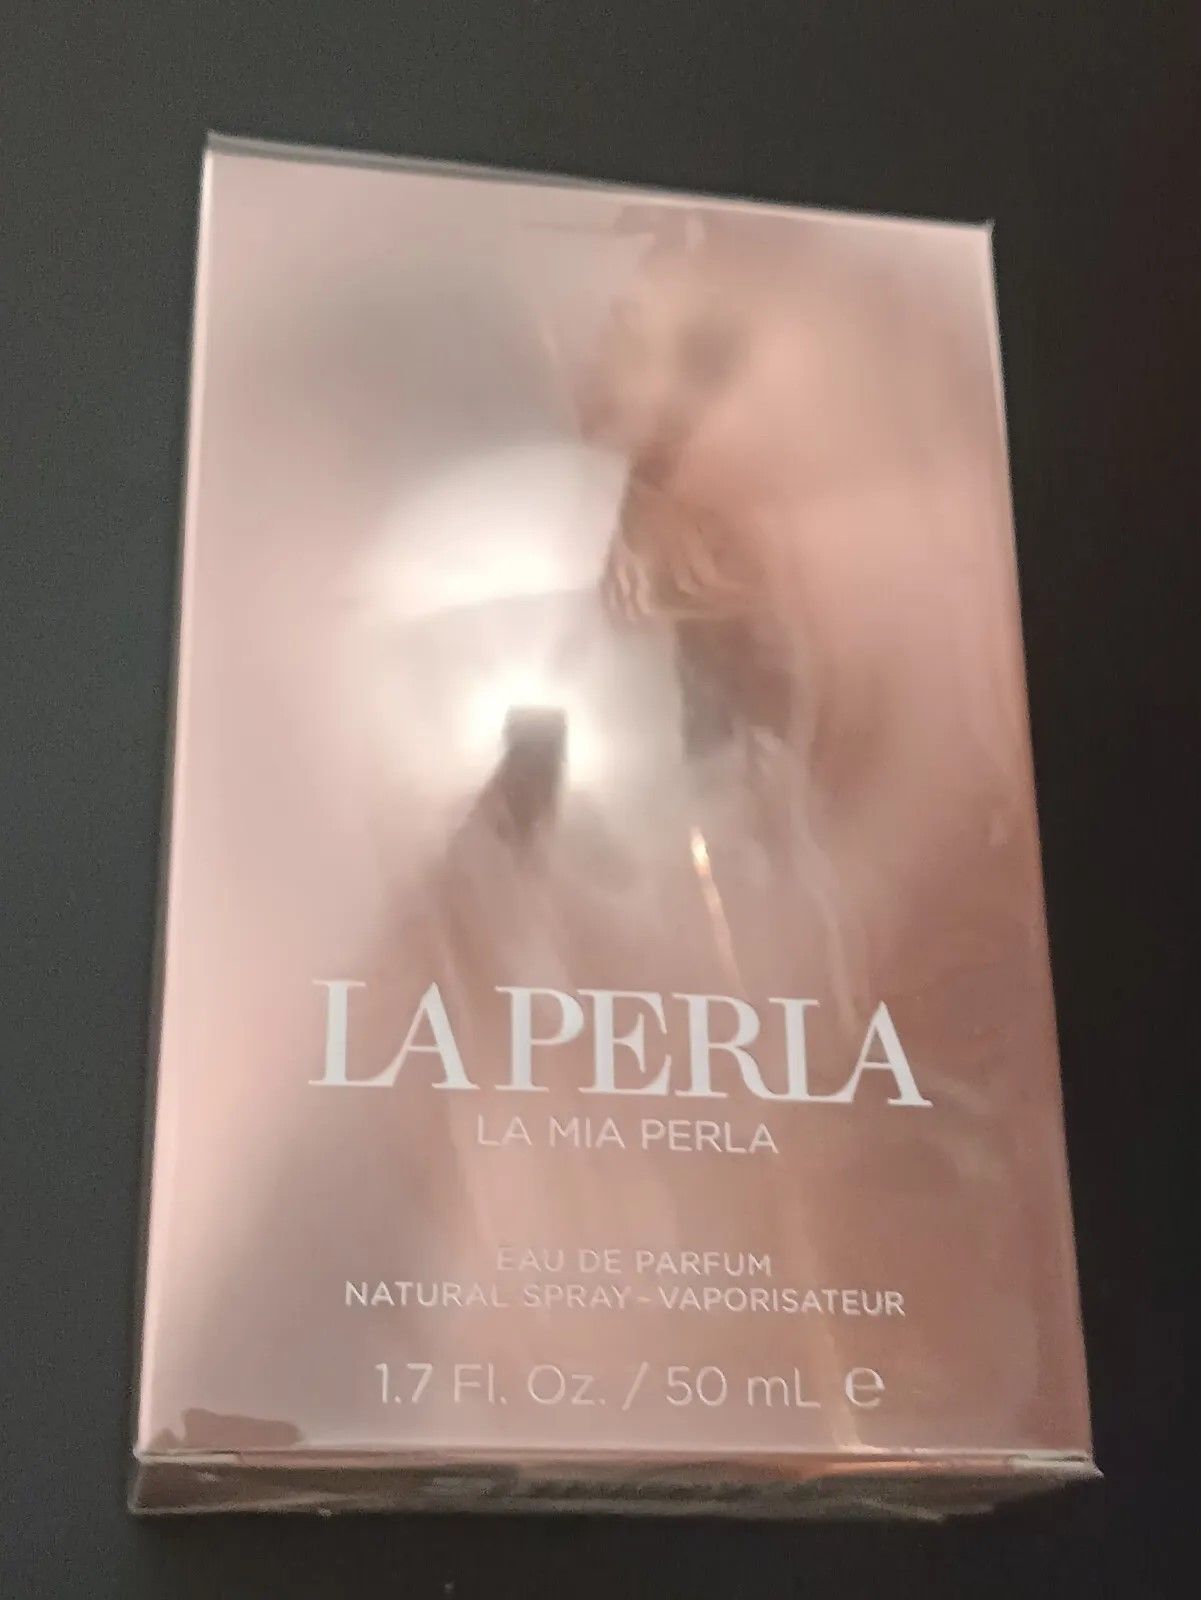 LA PERLA
LA MIA PERLA
EAU DE PARFUM
NATURAL SPRAY - VAPORISATEUR
1.7 Fl. Oz. / 50 mL ℮